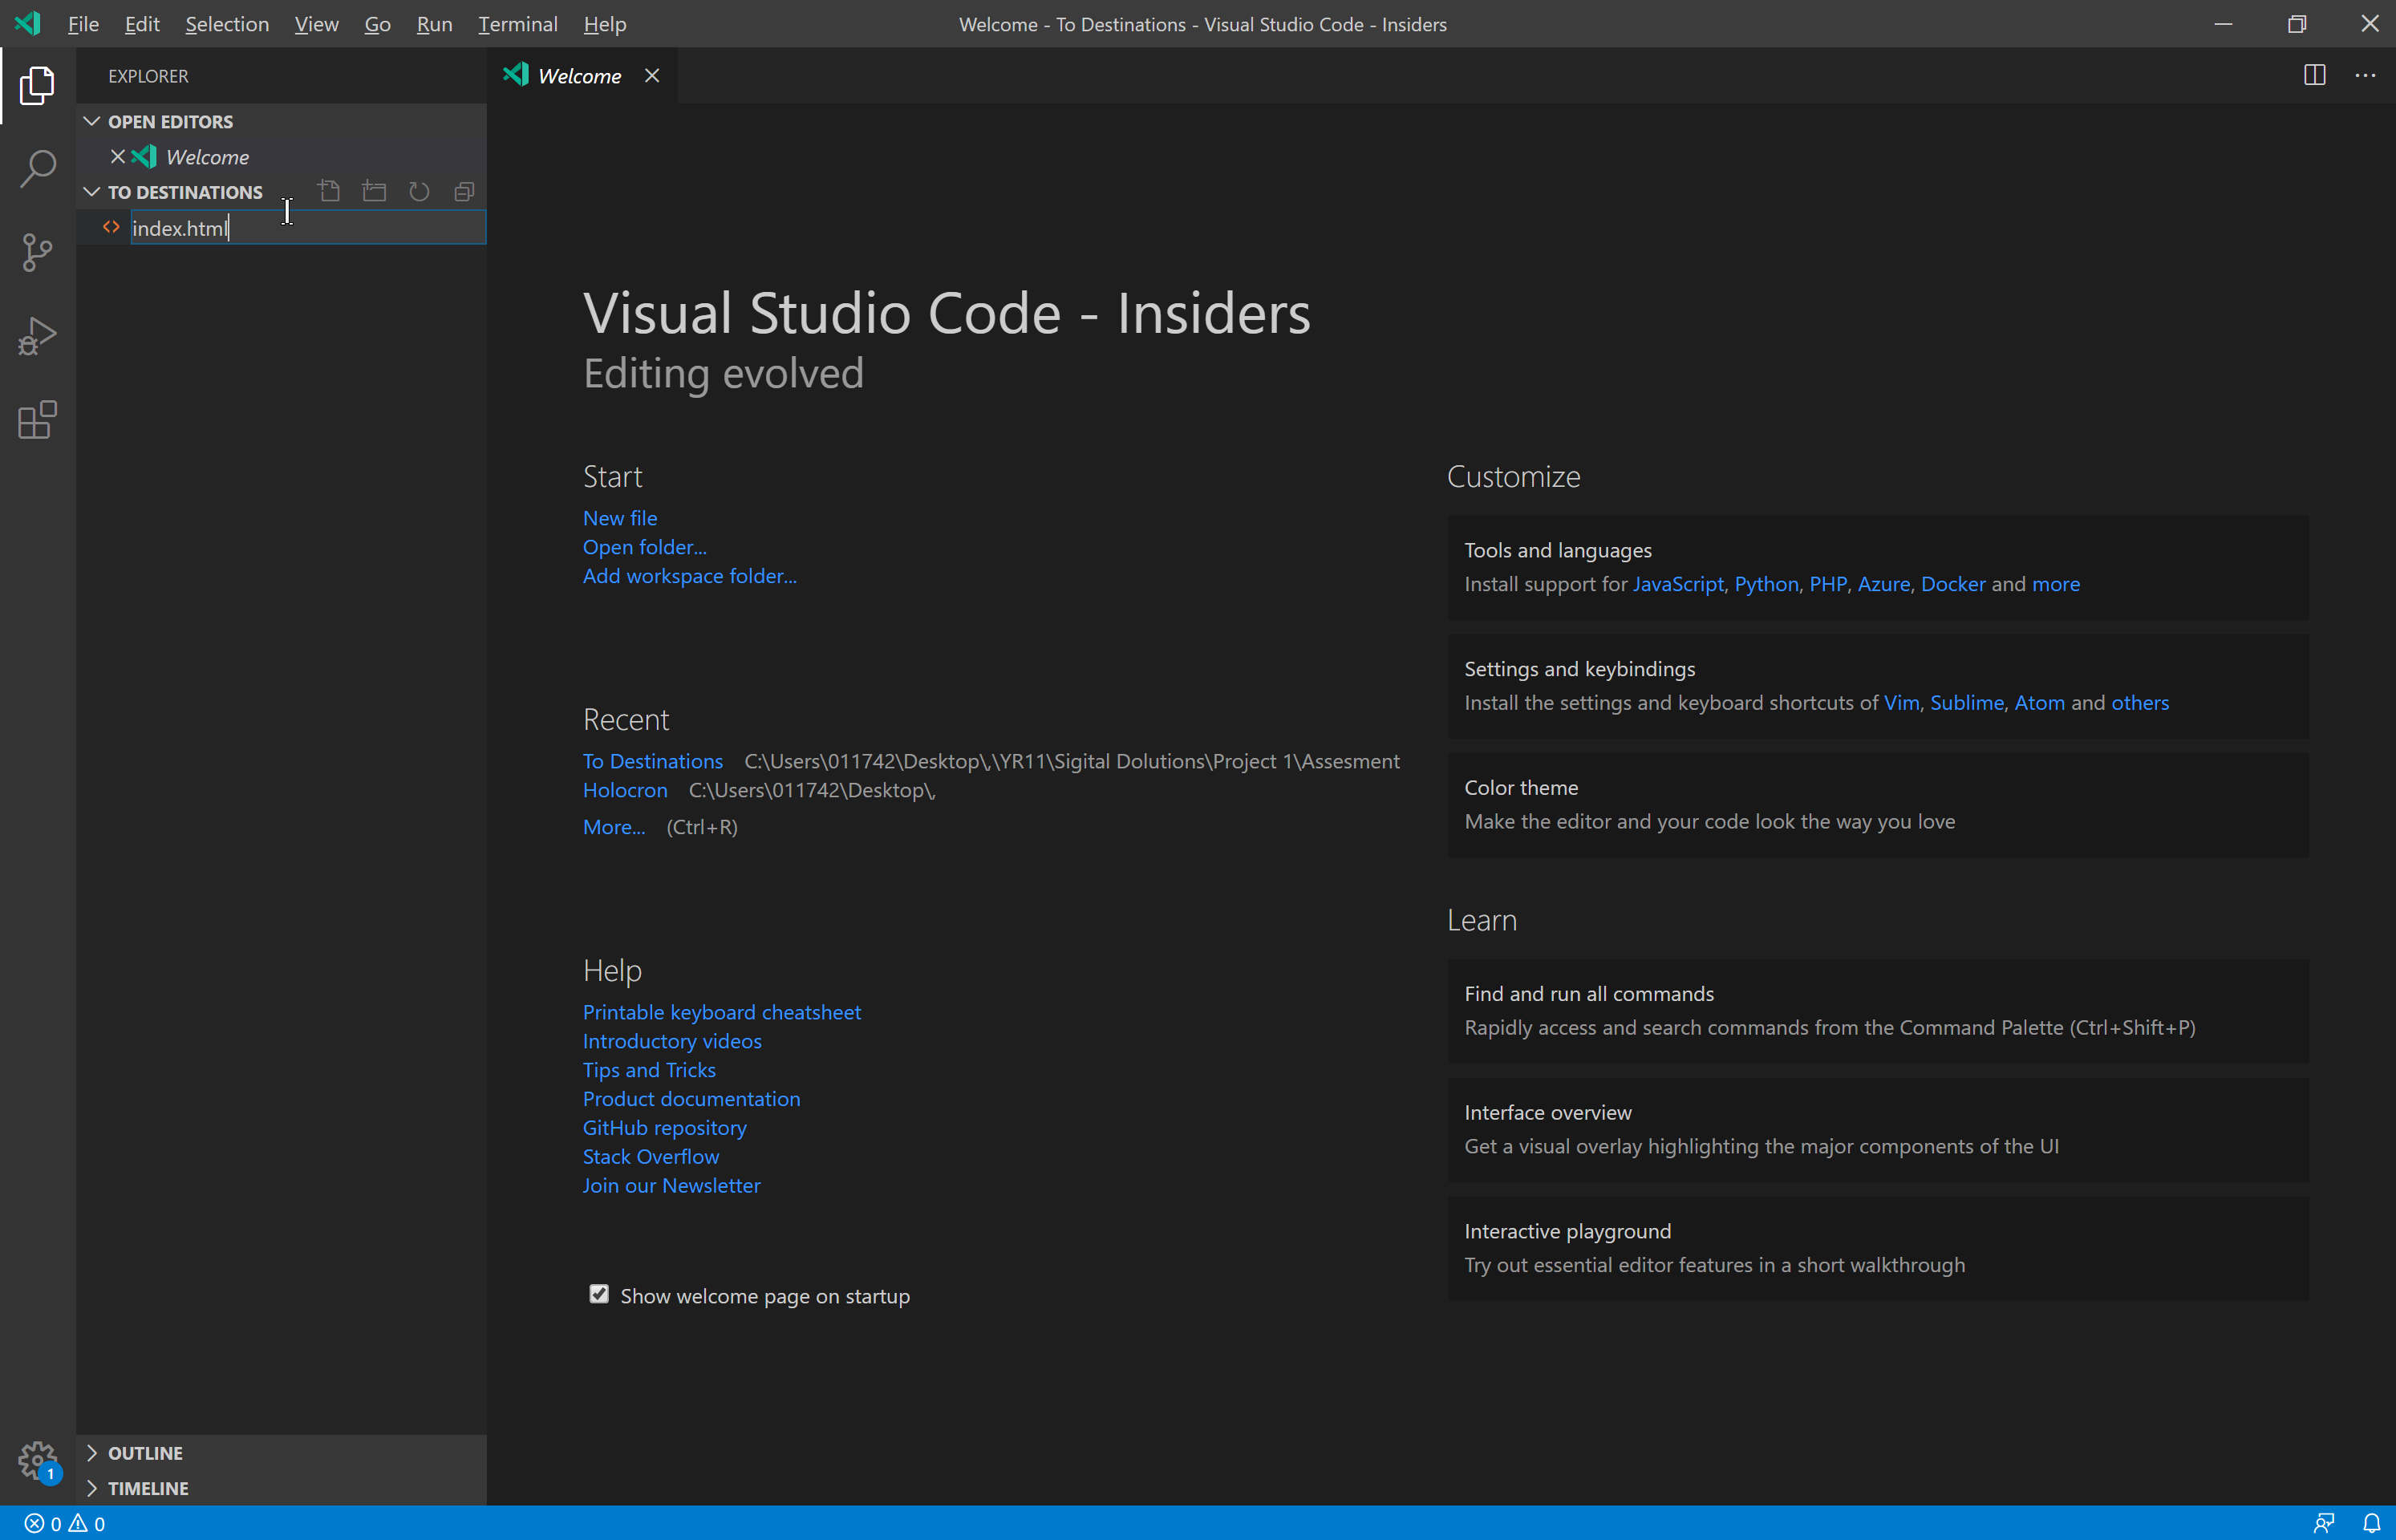 File Edit Selection View Go Run Terminal Help
Welcome - To Destinations - Visual Studio Code - Insiders
EXPLORER
Welcome
OPEN EDITORS
Welcome
TO DESTINATIONS
index.html
Visual Studio Code - Insiders
Editing evolved
Start
New file
Open folder...
Add workspace folder...
Recent
To Destinations C:\Users\011742\Desktop\,\YR11\Sigital Dolutions\Project 1\Assesment
Holocron C:\Users\011742\Desktop\,
More... (Ctrl+R)
Help
Printable keyboard cheatsheet
Introductory videos
Tips and Tricks
Product documentation
GitHub repository
Stack Overflow
Join our Newsletter
Show welcome page on startup
Customize
Tools and languages
Install support for JavaScript, Python, PHP, Azure, Docker and more
Settings and keybindings
Install the settings and keyboard shortcuts of Vim, Sublime, Atom and others
Color theme
Make the editor and your code look the way you love
Learn
Find and run all commands
Rapidly access and search commands from the Command Palette (Ctrl+Shift+P)
Interface overview
Get a visual overlay highlighting the major components of the UI
Interactive playground
Try out essential editor features in a short walkthrough
OUTLINE
1
TIMELINE
0 0